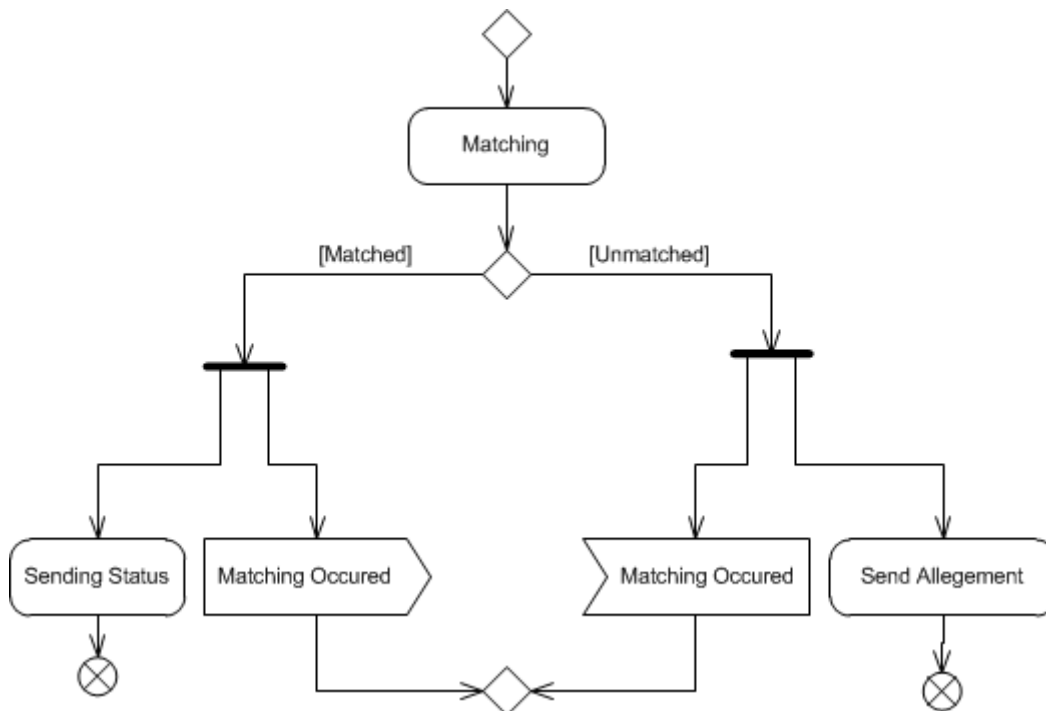 Matching
[Matched]
[Unmatched]
Sending Status
Matching Occured
Matching Occured
Send Allegement